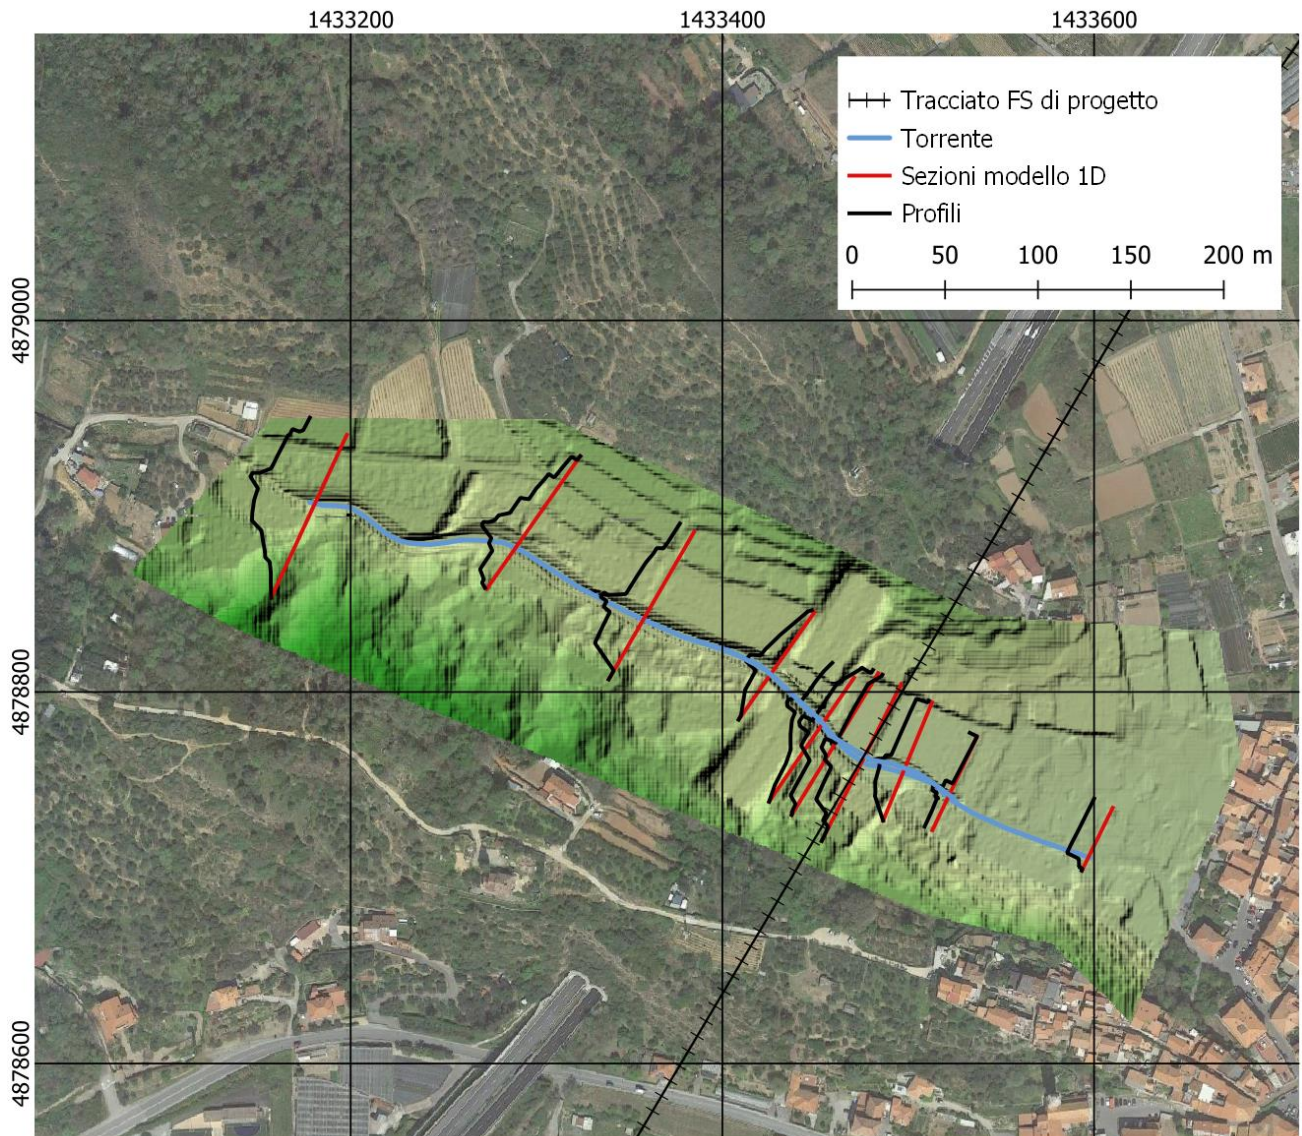 1433200 1433400 1433600
Tracciato FS di progetto
Torrente
Sezioni modello 1D
Profili
0 50 100 150 200 m
4879000
4878800
4878600